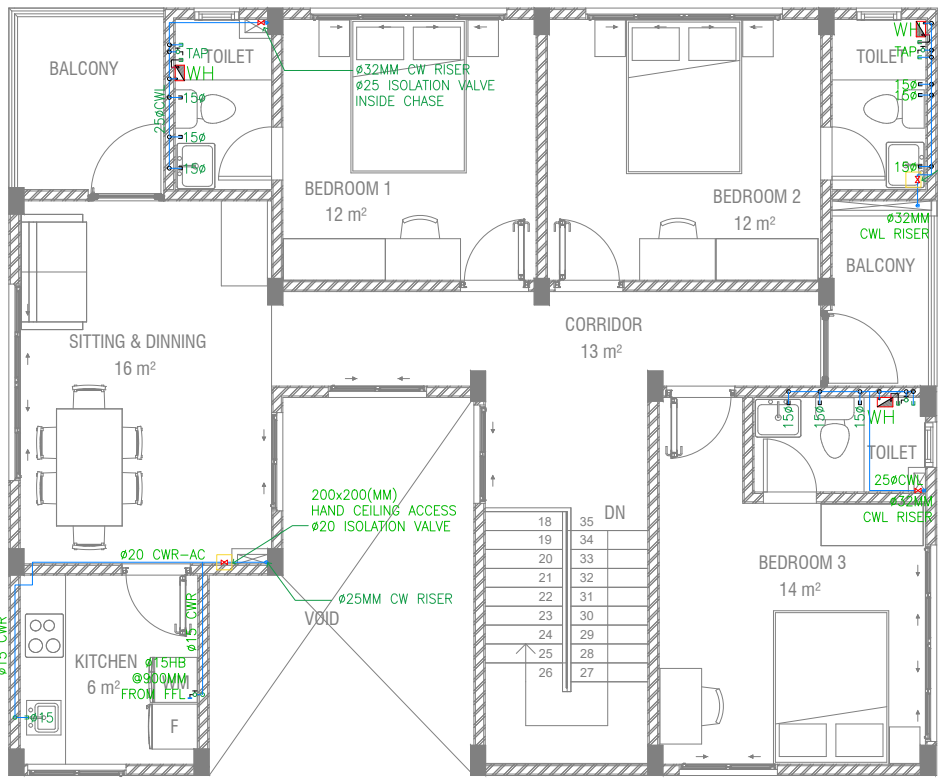 BALCONY
TOILET
TAP
WH
25øCWL
15ø
15ø
15ø
ø32MM CW RISER
ø25 ISOLATION VALVE
INSIDE CHASE
BEDROOM 1
12 m²
BEDROOM 2
12 m²
WH
TOILET
TAP
15ø
15ø
15ø
ø32MM
CWL RISER
BALCONY
SITTING & DINNING
16 m²
CORRIDOR
13 m²
15ø
15ø
15ø
WH
TOILET
25øCWL
ø32MM
CWL RISER
200x200(MM)
HAND CEILING ACCESS
ø20 ISOLATION VALVE
ø20 CWR-AC
ø25MM CW RISER
VOID
DN
18 35
19 34
20 33
21 32
22 31
23 30
24 29
25 28
26 27
BEDROOM 3
14 m²
ø15 CWR
ø15 CWR
KITCHEN
6 m²
ø15HB
@900MM
FROM FFL
WM
F
ø15